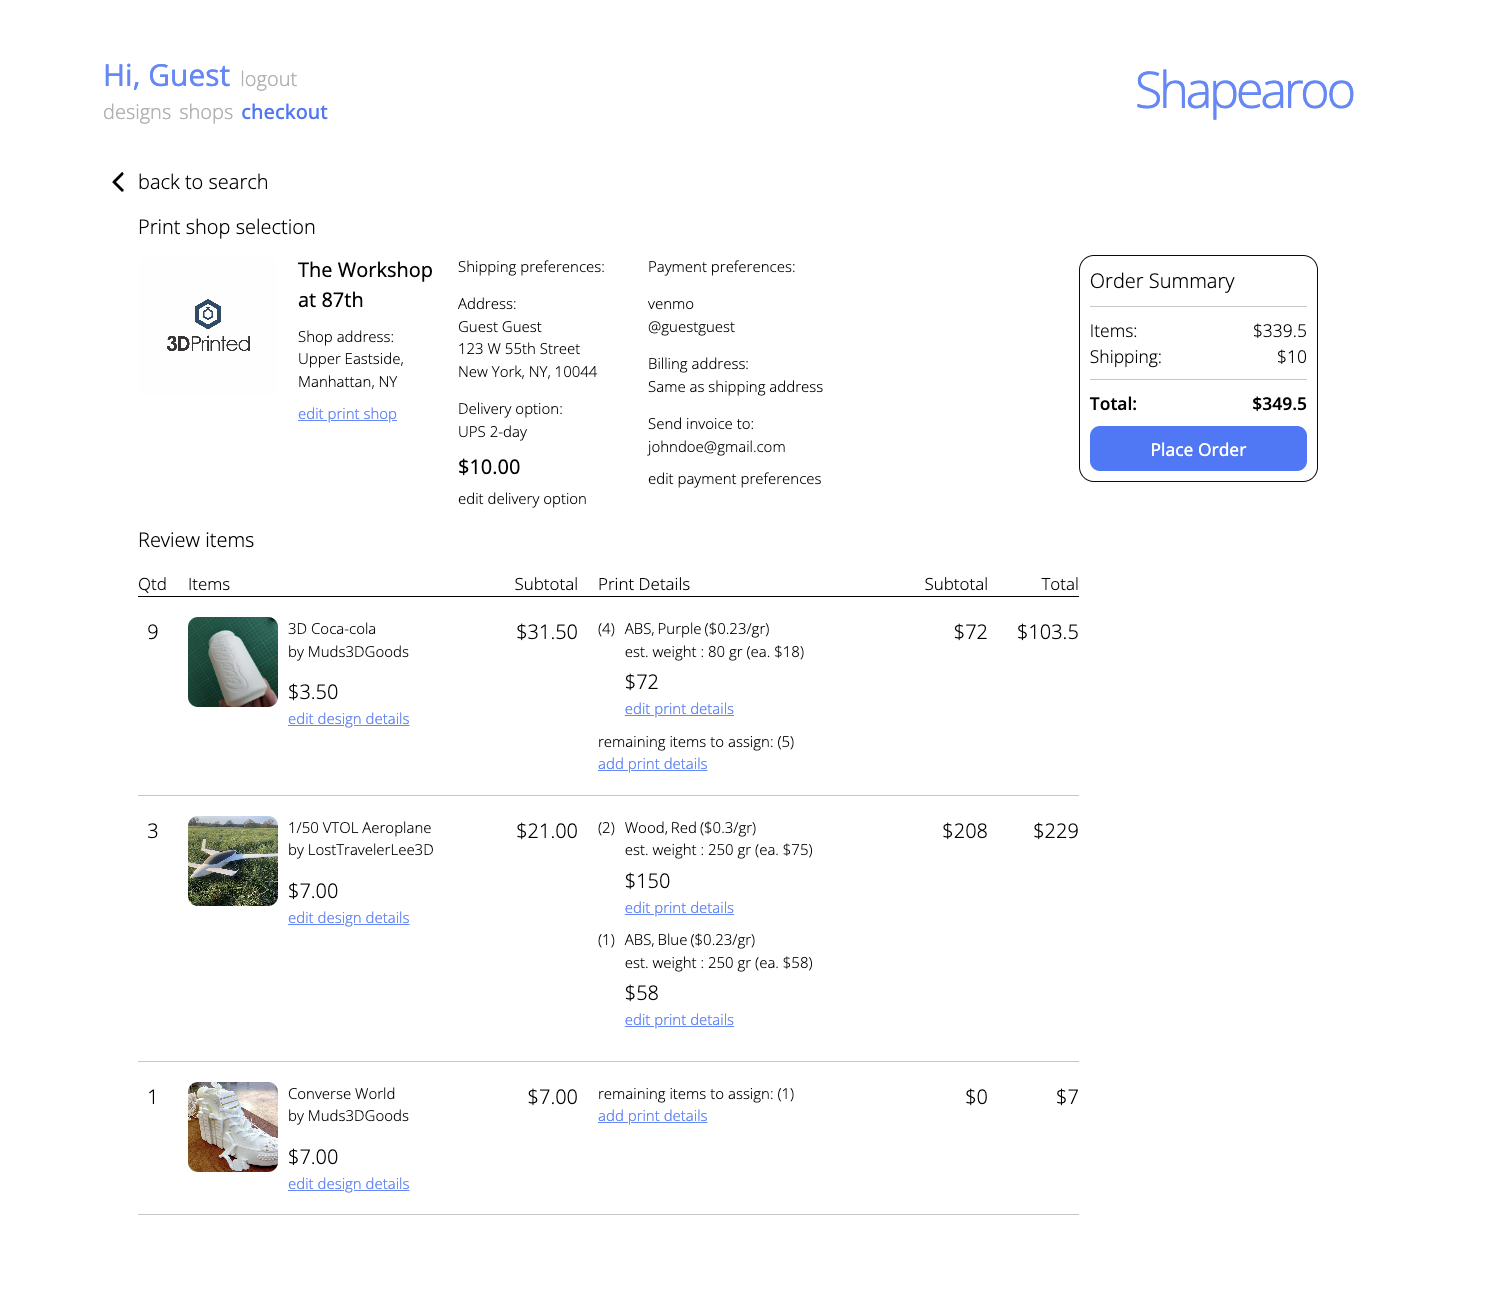 Hi, Guest logout
designs shops checkout
Shapearoo
back to search
Print shop selection
3DPrinted
The Workshop
at 87th
Shop address:
Upper Eastside,
Manhattan, NY
edit print shop
Shipping preferences:
Address:
Guest Guest
123 W 55th Street
New York, NY, 10044
Delivery option:
UPS 2-day
$10.00
edit delivery option
Payment preferences:
venmo
@guestguest
Billing address:
Same as shipping address
Send invoice to:
johndoe@gmail.com
edit payment preferences
Order Summary
Items: $339.5
Shipping: $10
Total: $349.5
Place Order
Review items
Qtd Items Subtotal Print Details Subtotal Total
9
3D Coca-cola
by Muds3DGoods
$3.50
edit design details
$31.50
(4) ABS, Purple ($0.23/gr)
est. weight : 80 gr (ea. $18)
$72
edit print details
remaining items to assign: (5)
add print details
$72
$103.5
3
1/50 VTOL Aeroplane
by LostTravelerLee3D
$7.00
edit design details
$21.00
(2) Wood, Red ($0.3/gr)
est. weight : 250 gr (ea. $75)
$150
edit print details
(1) ABS, Blue ($0.23/gr)
est. weight : 250 gr (ea. $58)
$58
edit print details
$208
$229
1
Converse World
by Muds3DGoods
$7.00
edit design details
$7.00
remaining items to assign: (1)
add print details
$0
$7